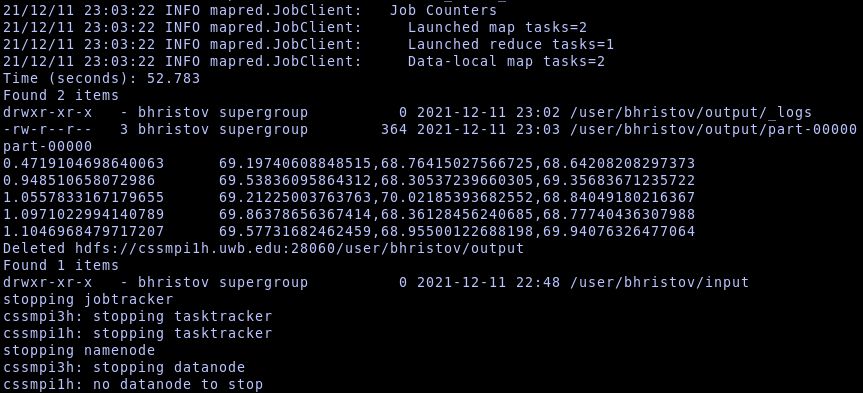 21/12/11 23:03:22 INFO mapred.JobClient:   Job Counters
21/12/11 23:03:22 INFO mapred.JobClient:     Launched map tasks=2
21/12/11 23:03:22 INFO mapred.JobClient:     Launched reduce tasks=1
21/12/11 23:03:22 INFO mapred.JobClient:     Data-local map tasks=2
Time (seconds): 52.783
Found 2 items
drwxr-xr-x   - bhristov supergroup          0 2021-12-11 23:02 /user/bhristov/output/_logs
-rw-r--r--   3 bhristov supergroup        364 2021-12-11 23:03 /user/bhristov/output/part-00000
part-00000
0.4719104698640063      69.19740608848515,68.76415027566725,68.64208208297373
0.948510658072986       69.53836095864312,68.30537239660305,69.35683671235722
1.0557833167179655      69.21225003763763,70.02185393682552,68.84049180216367
1.0971022994140789      69.86378656367414,68.36128456240685,68.77740436307988
1.1046968479717207      69.57731682462459,68.95500122688198,69.94076326477064
Deleted hdfs://cssmpi1h.uwb.edu:28060/user/bhristov/output
Found 1 items
drwxr-xr-x   - bhristov supergroup          0 2021-12-11 22:48 /user/bhristov/input
stopping jobtracker
cssmpi3h: stopping tasktracker
cssmpi1h: stopping tasktracker
stopping namenode
cssmpi3h: stopping datanode
cssmpi1h: no datanode to stop